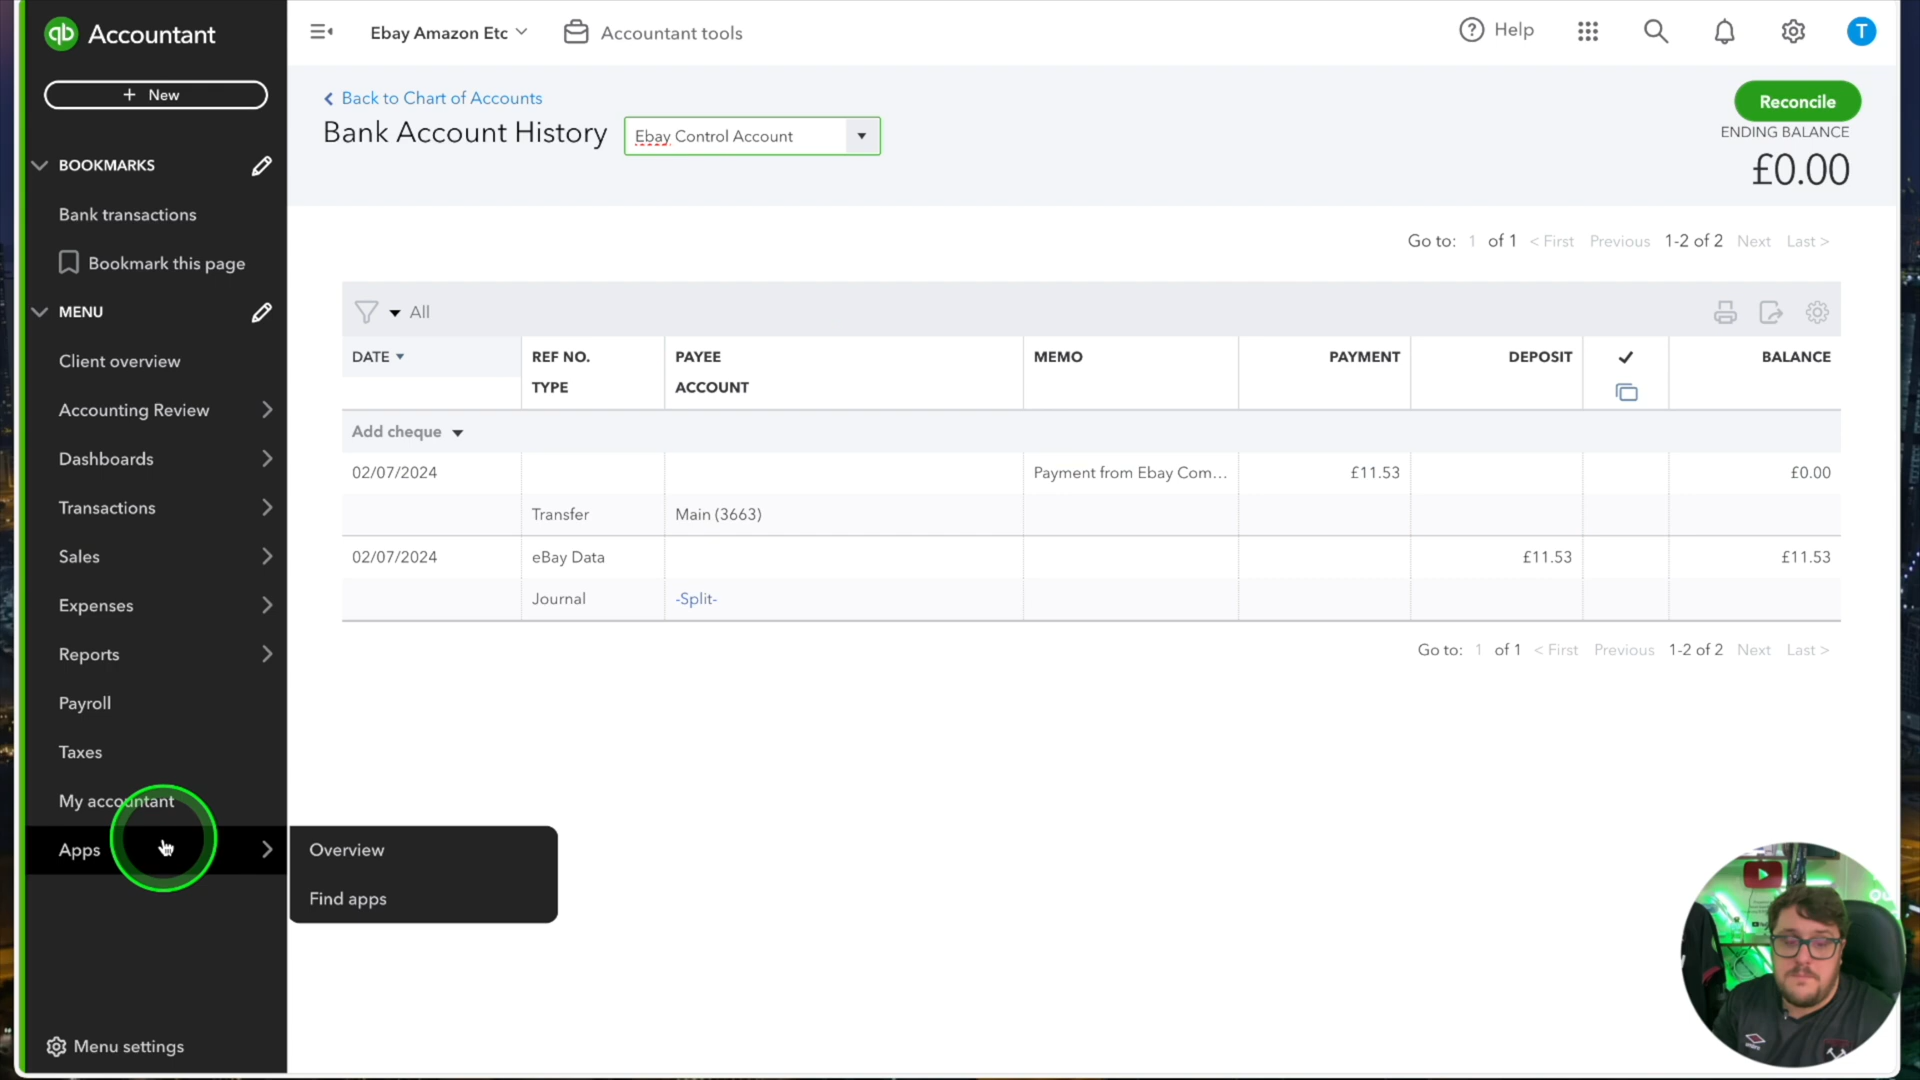 qb Accountant
Ebay Amazon Etc
Accountant tools
Help
T
+ New
Back to Chart of Accounts
Bank Account History
Ebay Control Account
Reconcile
ENDING BALANCE
£0.00
BOOKMARKS
Bank transactions
Bookmark this page
MENU
Client overview
Accounting Review
Dashboards
Transactions
Sales
Expenses
Reports
Payroll
Taxes
My accountant
Apps
Overview
Find apps
Menu settings
Go to: 1 of 1 < First Previous 1-2 of 2 Next Last >
All
DATE REF NO. PAYEE MEMO PAYMENT DEPOSIT BALANCE
TYPE ACCOUNT
Add cheque
02/07/2024 Payment from Ebay Com... £11.53 £0.00
Transfer Main (3663)
02/07/2024 eBay Data £11.53 £11.53
Journal -Split-
Go to: 1 of 1 < First Previous 1-2 of 2 Next Last >